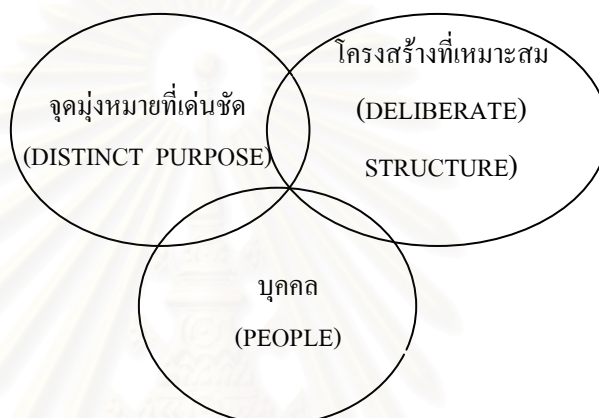 จุดมุ่งหมายที่เด่นชัด
(DISTINCT PURPOSE)
โครงสร้างที่เหมาะสม
(DELIBERATE)
STRUCTURE)
บุคคล
(PEOPLE)